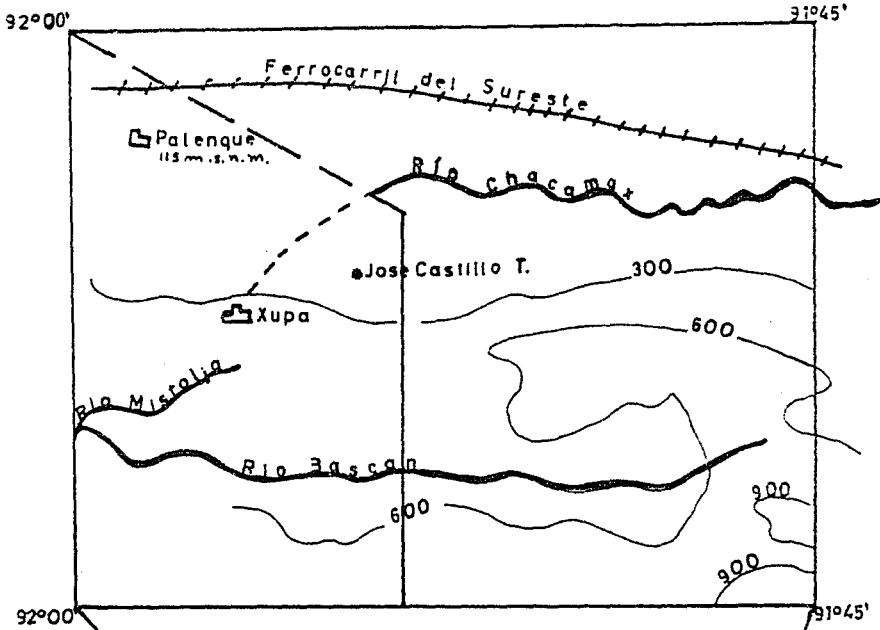 92°00'
91°45'
Ferrocarril del Sureste
Palenque
115 m.s.n.m.
Río Chacamax
Jose Castillo T.
300
Xupa
600
Río Misolja
Río Bascan
900
600
900
92°00'
91°45'